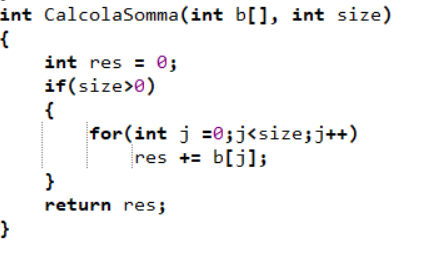 int CalcolaSomma(int b[], int size)
{
    int res = 0;
    if(size>0)
    {
        for(int j =0;j<size;j++)
            res += b[j];
    }
    return res;
}